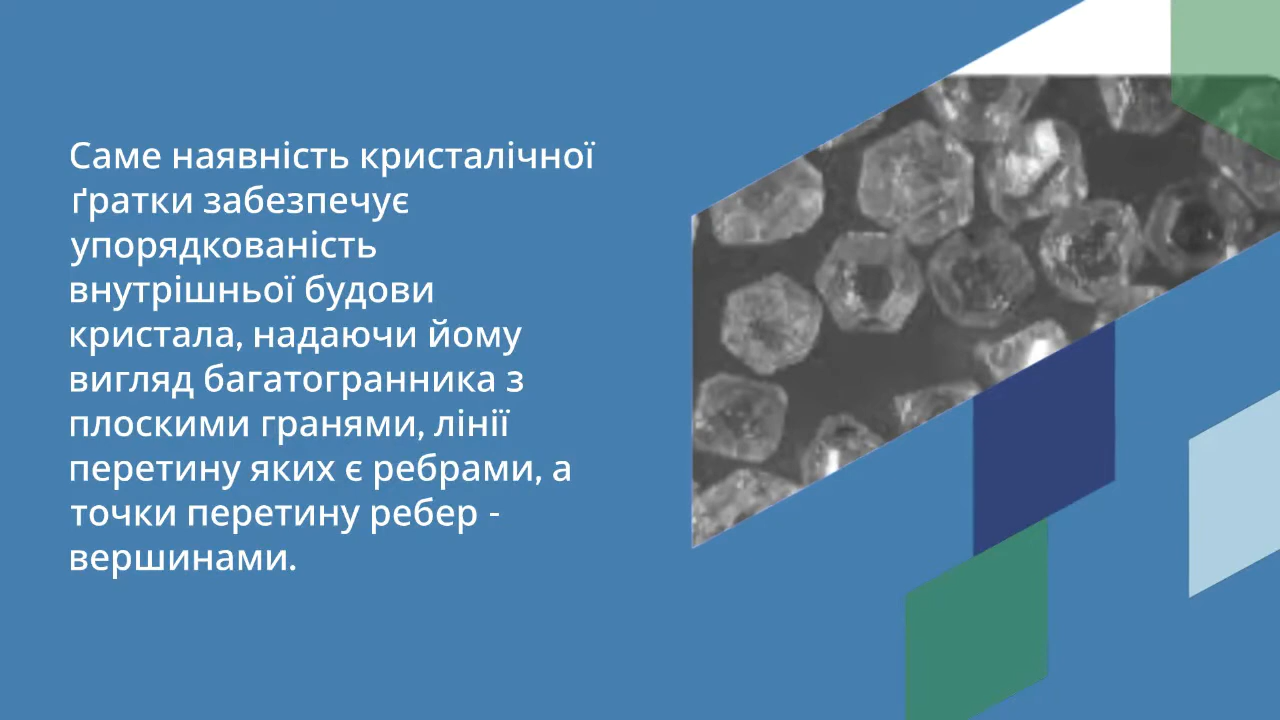 Саме наявність кристалічної
ґратки забезпечує
упорядкованість
внутрішньої будови
кристала, надаючи йому
вигляд багатогранника з
плоскими гранями, лінії
перетину яких є ребрами, а
точки перетину ребер -
вершинами.